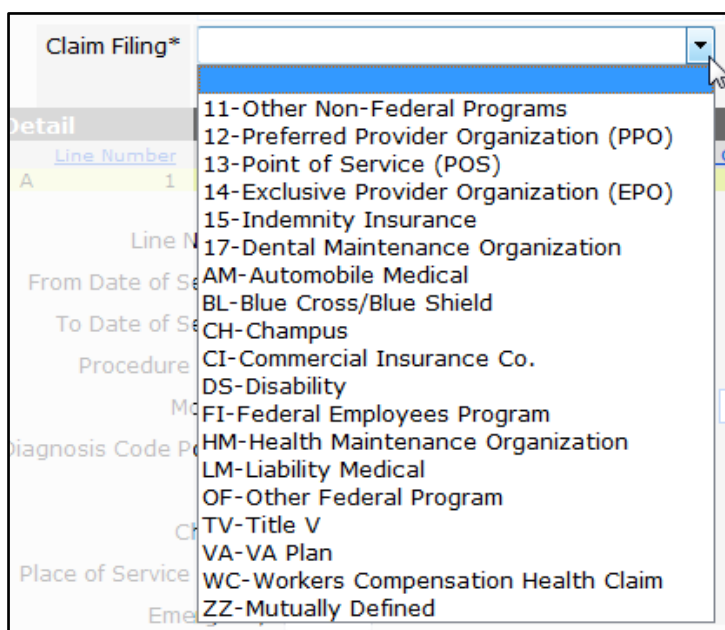 Claim Filing*
11-Other Non-Federal Programs
12-Preferred Provider Organization (PPO)
13-Point of Service (POS)
14-Exclusive Provider Organization (EPO)
15-Indemnity Insurance
17-Dental Maintenance Organization
AM-Automobile Medical
BL-Blue Cross/Blue Shield
CH-Champus
CI-Commercial Insurance Co.
DS-Disability
FI-Federal Employees Program
HM-Health Maintenance Organization
LM-Liability Medical
OF-Other Federal Program
TV-Title V
VA-VA Plan
WC-Workers Compensation Health Claim
ZZ-Mutually Defined
Detail
Line Number
A 1
Line N
From Date of Se
To Date of Se
Procedure
Diagnosis Code
Place of Service